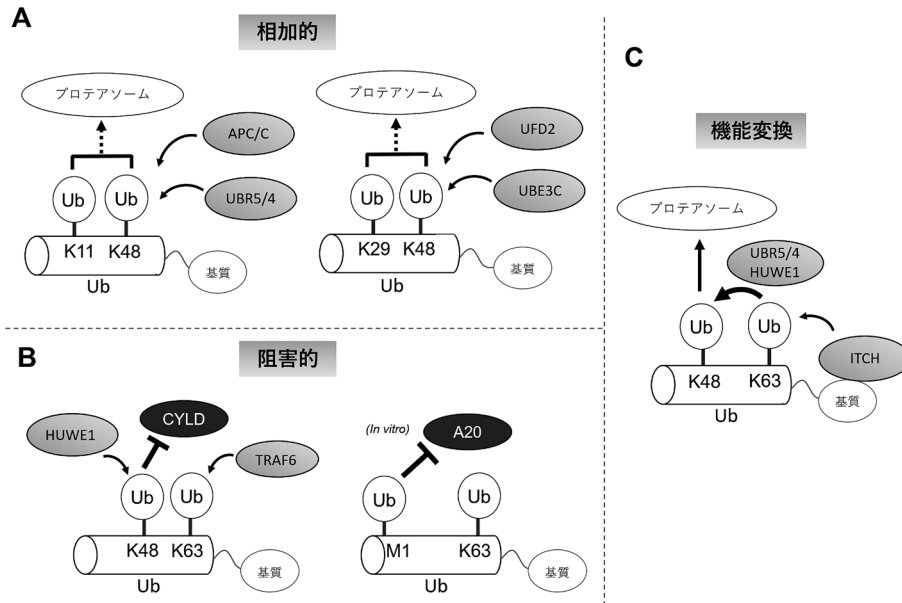 A
相加的
プロテアソーム
APC/C
UBR5/4
Ub
Ub
K11
K48
Ub
基質
プロテアソーム
UFD2
UBE3C
Ub
Ub
K29
K48
Ub
基質
B
阻害的
HUWE1
CYLD
TRAF6
Ub
Ub
K48
K63
Ub
基質
(In vitro)
A20
Ub
Ub
M1
K63
Ub
基質
C
機能変換
プロテアソーム
UBR5/4
HUWE1
Ub
Ub
ITCH
K48
K63
Ub
基質